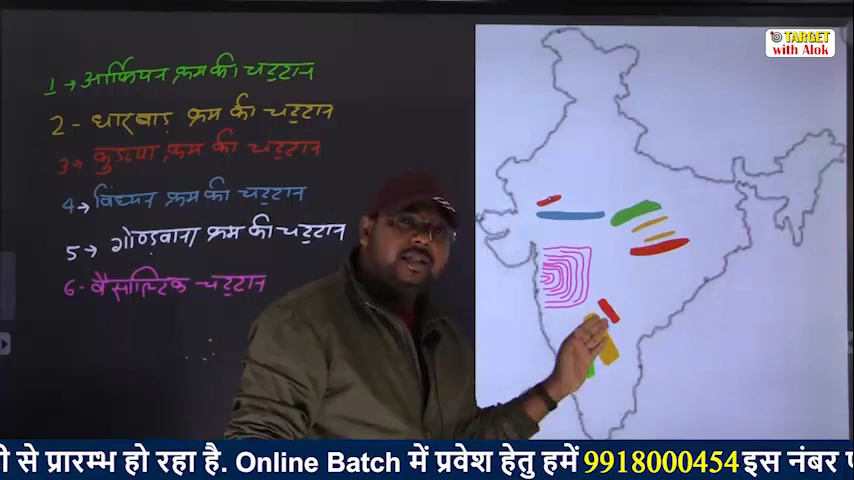 1 → आर्कियन क्रम की चट्टान
2 - धारवाड़ क्रम की चट्टान
3 → कुडप्पा क्रम की चट्टान
4 → विंध्यन क्रम की चट्टान
5 → गोण्डवाना क्रम की चट्टान
6 - बैसाल्टिक चट्टान
TARGET
with Alok
ी से प्रारम्भ हो रहा है. Online Batch में प्रवेश हेतु हमें 9918000454 इस नंबर